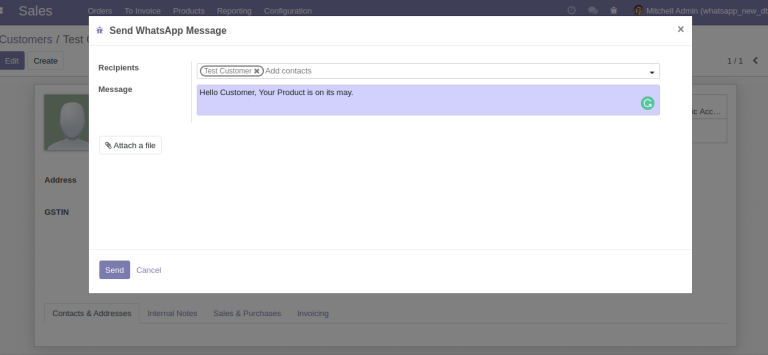 Sales Orders To Invoice Products Reporting Configuration Mitchell Admin (whatsapp_new_dt
Customers / Test C
Edit Create 1 / 1
Send WhatsApp Message ×
Recipients Test Customer × Add contacts
Message Hello Customer, Your Product is on its may.
ic Acc...
Attach a file
Address
GSTIN
Send Cancel
Contacts & Addresses Internal Notes Sales & Purchases Invoicing